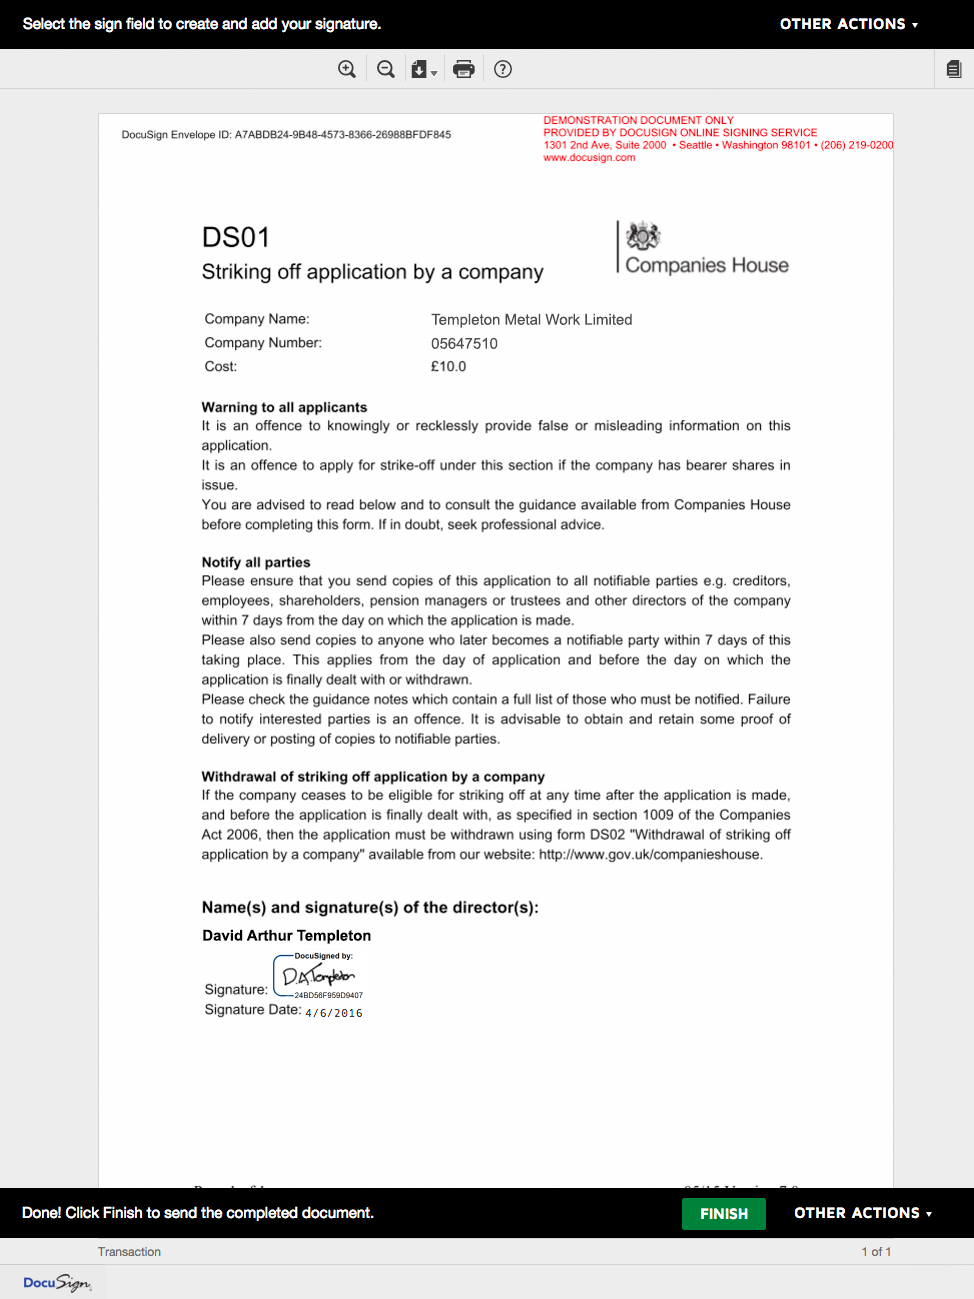 Select the sign field to create and add your signature.
OTHER ACTIONS
DocuSign Envelope ID: A7ABDB24-9B48-4573-8366-26988BFDF845
DEMONSTRATION DOCUMENT ONLY
PROVIDED BY DOCUSIGN ONLINE SIGNING SERVICE
1301 2nd Ave, Suite 2000 • Seattle • Washington 98101 • (206) 219-0200
www.docusign.com
DS01
Striking off application by a company
Companies House
Company Name: Templeton Metal Work Limited
Company Number: 05647510
Cost: £10.0
Warning to all applicants
It is an offence to knowingly or recklessly provide false or misleading information on this
application.
It is an offence to apply for strike-off under this section if the company has bearer shares in
issue.
You are advised to read below and to consult the guidance available from Companies House
before completing this form. If in doubt, seek professional advice.
Notify all parties
Please ensure that you send copies of this application to all notifiable parties e.g. creditors,
employees, shareholders, pension managers or trustees and other directors of the company
within 7 days from the day on which the application is made.
Please also send copies to anyone who later becomes a notifiable party within 7 days of this
taking place. This applies from the day of application and before the day on which the
application is finally dealt with or withdrawn.
Please check the guidance notes which contain a full list of those who must be notified. Failure
to notify interested parties is an offence. It is advisable to obtain and retain some proof of
delivery or posting of copies to notifiable parties.
Withdrawal of striking off application by a company
If the company ceases to be eligible for striking off at any time after the application is made,
and before the application is finally dealt with, as specified in section 1009 of the Companies
Act 2006, then the application must be withdrawn using form DS02 "Withdrawal of striking off
application by a company" available from our website: http://www.gov.uk/companieshouse.
Name(s) and signature(s) of the director(s):
David Arthur Templeton
DocuSigned by:
D.A.Templeton
Signature:
24BD56F959D9407
Signature Date: 4/6/2016
Done! Click Finish to send the completed document.
FINISH
OTHER ACTIONS
Transaction
1 of 1
DocuSign